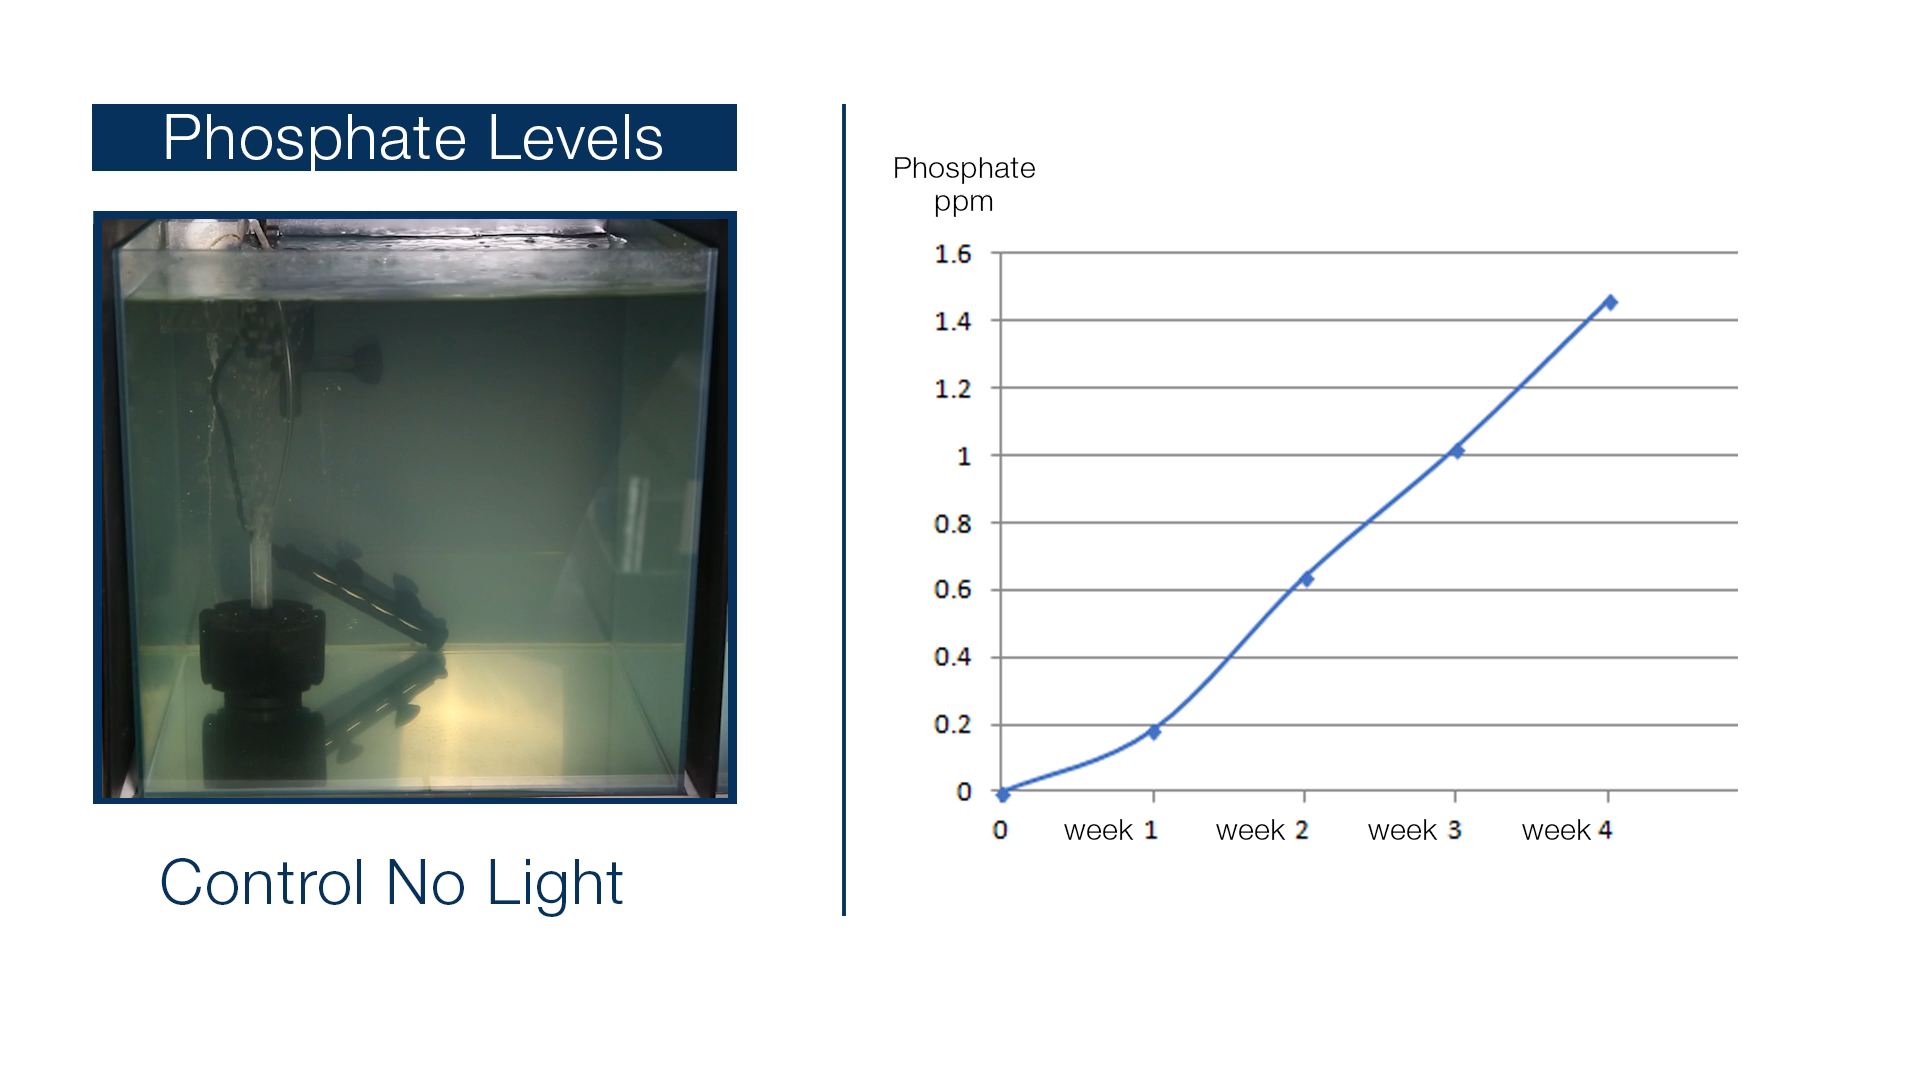 Phosphate Levels
Control No Light
Phosphate
ppm
1.6
1.4
1.2
1
0.8
0.6
0.4
0.2
0
0 week 1 week 2 week 3 week 4